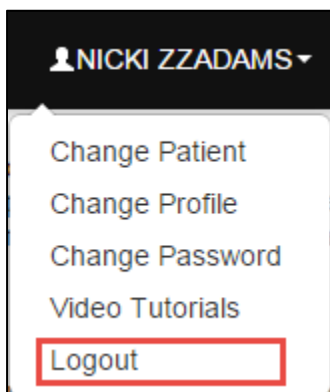 NICKI ZZADAMS
Change Patient
Change Profile
Change Password
Video Tutorials
Logout